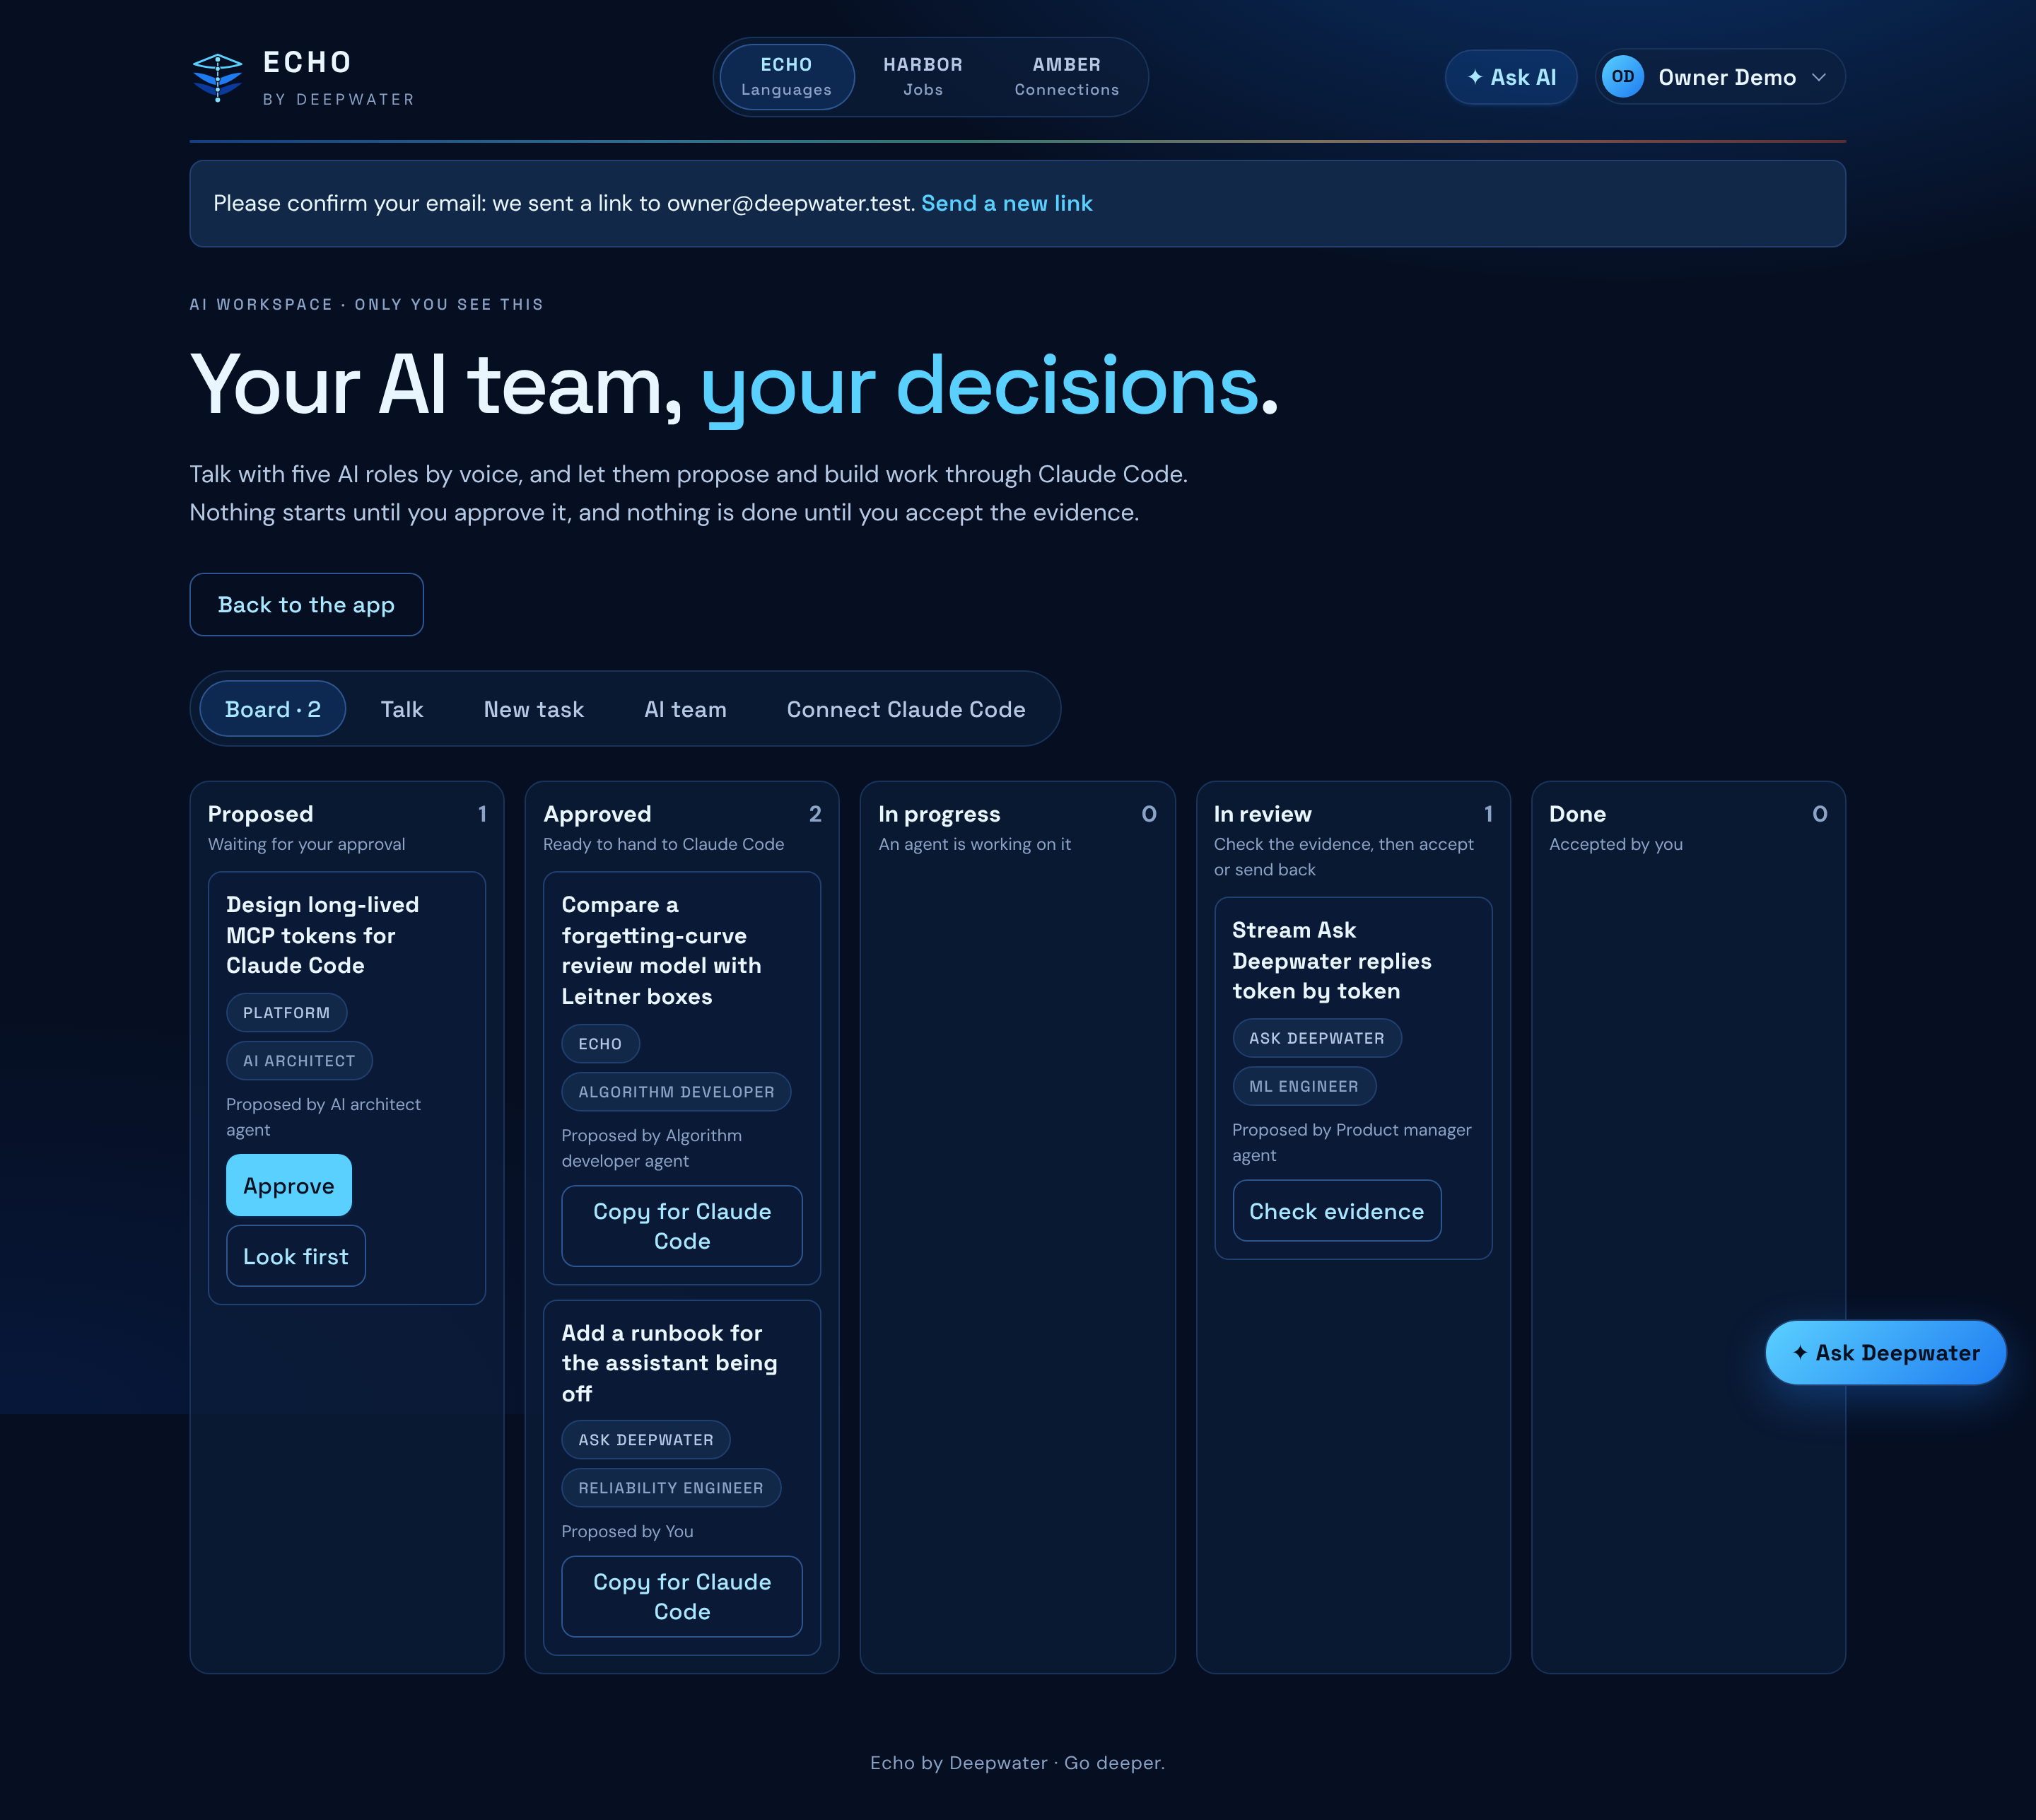 ECHO
BY DEEPWATER
ECHO
Languages
HARBOR
Jobs
AMBER
Connections
✦ Ask AI
OD
Owner Demo
Please confirm your email: we sent a link to owner@deepwater.test. Send a new link
AI WORKSPACE · ONLY YOU SEE THIS
Your AI team, your decisions.
Talk with five AI roles by voice, and let them propose and build work through Claude Code.
Nothing starts until you approve it, and nothing is done until you accept the evidence.
Back to the app
Board · 2
Talk
New task
AI team
Connect Claude Code
Proposed 1
Waiting for your approval
Design long-lived
MCP tokens for
Claude Code
PLATFORM
AI ARCHITECT
Proposed by AI architect
agent
Approve
Look first
Approved 2
Ready to hand to Claude Code
Compare a
forgetting-curve
review model with
Leitner boxes
ECHO
ALGORITHM DEVELOPER
Proposed by Algorithm
developer agent
Copy for Claude
Code
Add a runbook for
the assistant being
off
ASK DEEPWATER
RELIABILITY ENGINEER
Proposed by You
Copy for Claude
Code
In progress 0
An agent is working on it
In review 1
Check the evidence, then accept
or send back
Stream Ask
Deepwater replies
token by token
ASK DEEPWATER
ML ENGINEER
Proposed by Product manager
agent
Check evidence
Done 0
Accepted by you
✦ Ask Deepwater
Echo by Deepwater · Go deeper.